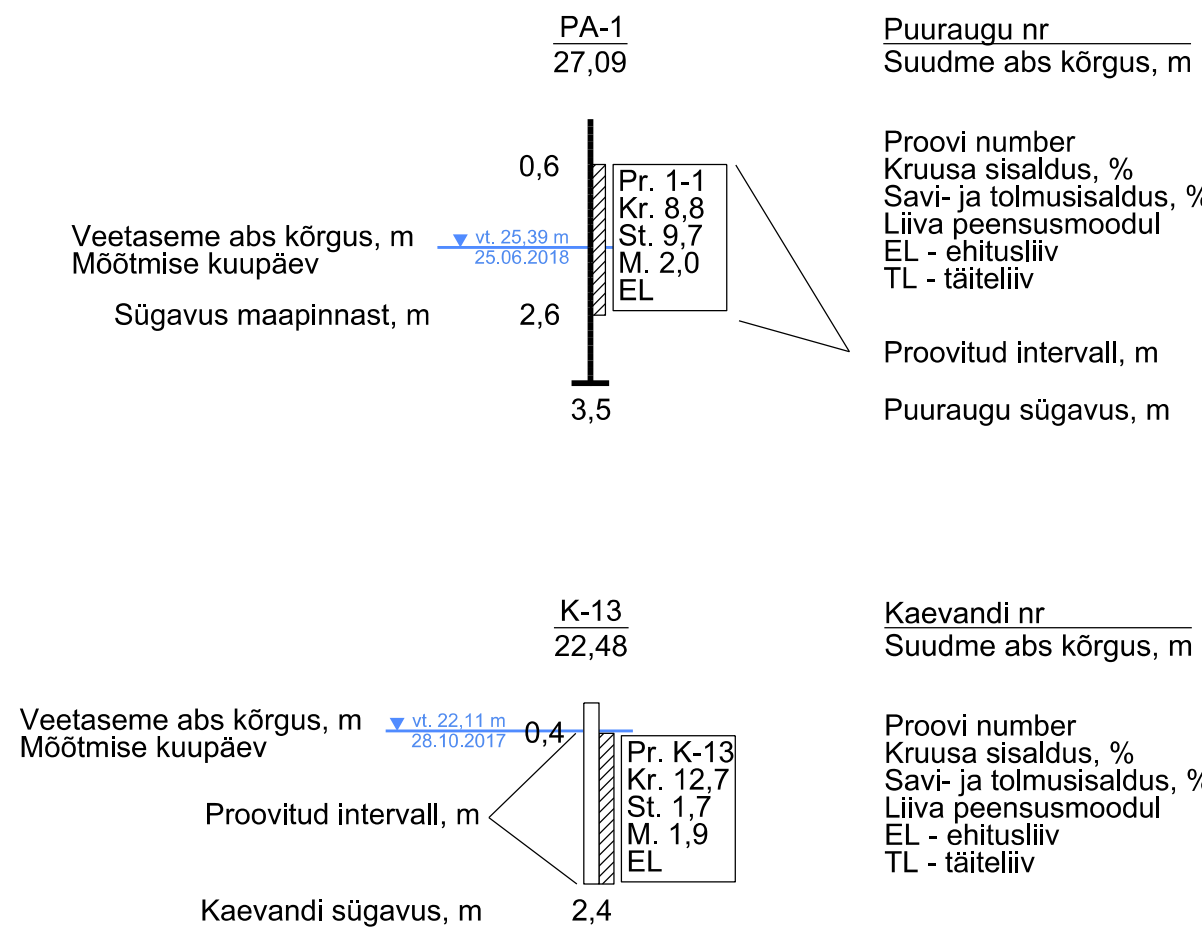 PA-1
27,09
Puuraugu nr
Suudme abs kõrgus, m
0,6
Veetaseme abs kõrgus, m
Mõõtmise kuupäev
vt. 25,39 m
25.06.2018
Sügavus maapinnast, m
2,6
3,5
Pr. 1-1
Kr. 8,8
St. 9,7
M. 2,0
EL
Proovi number
Kruusa sisaldus, %
Savi- ja tolmusisaldus, %
Liiva peensusmoodul
EL - ehitusliiv
TL - täiteliiv
Proovitud intervall, m
Puuraugu sügavus, m
K-13
22,48
Kaevandi nr
Suudme abs kõrgus, m
Veetaseme abs kõrgus, m
Mõõtmise kuupäev
vt. 22,11 m
28.10.2017
0,4
Proovitud intervall, m
Kaevandi sügavus, m
2,4
Pr. K-13
Kr. 12,7
St. 1,7
M. 1,9
EL
Proovi number
Kruusa sisaldus, %
Savi- ja tolmusisaldus, %
Liiva peensusmoodul
EL - ehitusliiv
TL - täiteliiv